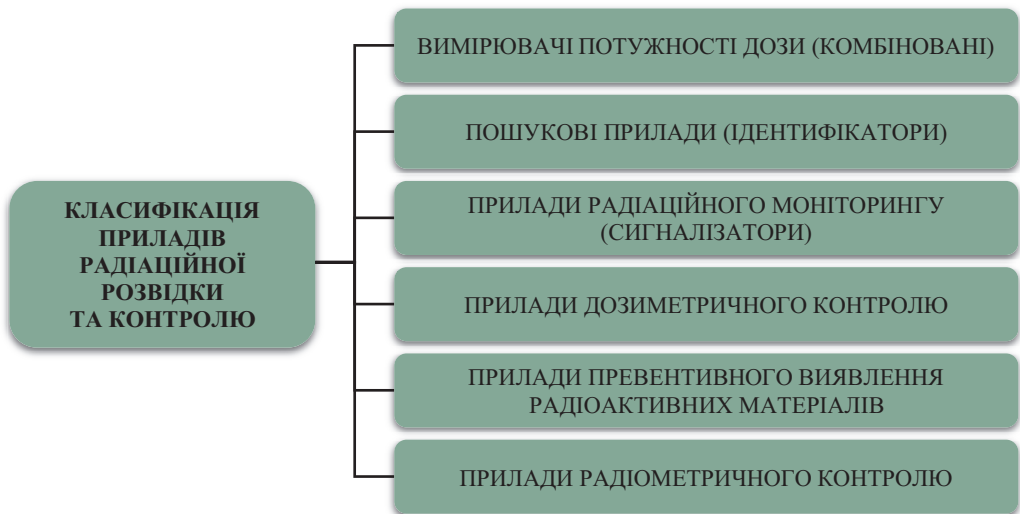 КЛАСИФІКАЦІЯ
ПРИЛАДІВ
РАДІАЦІЙНОЇ
РОЗВІДКИ
ТА КОНТРОЛЮ
ВИМІРЮВАЧІ ПОТУЖНОСТІ ДОЗИ (КОМБІНОВАНІ)
ПОШУКОВІ ПРИЛАДИ (ІДЕНТИФІКАТОРИ)
ПРИЛАДИ РАДІАЦІЙНОГО МОНІТОРИНГУ
(СИГНАЛІЗАТОРИ)
ПРИЛАДИ ДОЗИМЕТРИЧНОГО КОНТРОЛЮ
ПРИЛАДИ ПРЕВЕНТИВНОГО ВИЯВЛЕННЯ
РАДІОАКТИВНИХ МАТЕРІАЛІВ
ПРИЛАДИ РАДІОМЕТРИЧНОГО КОНТРОЛЮ